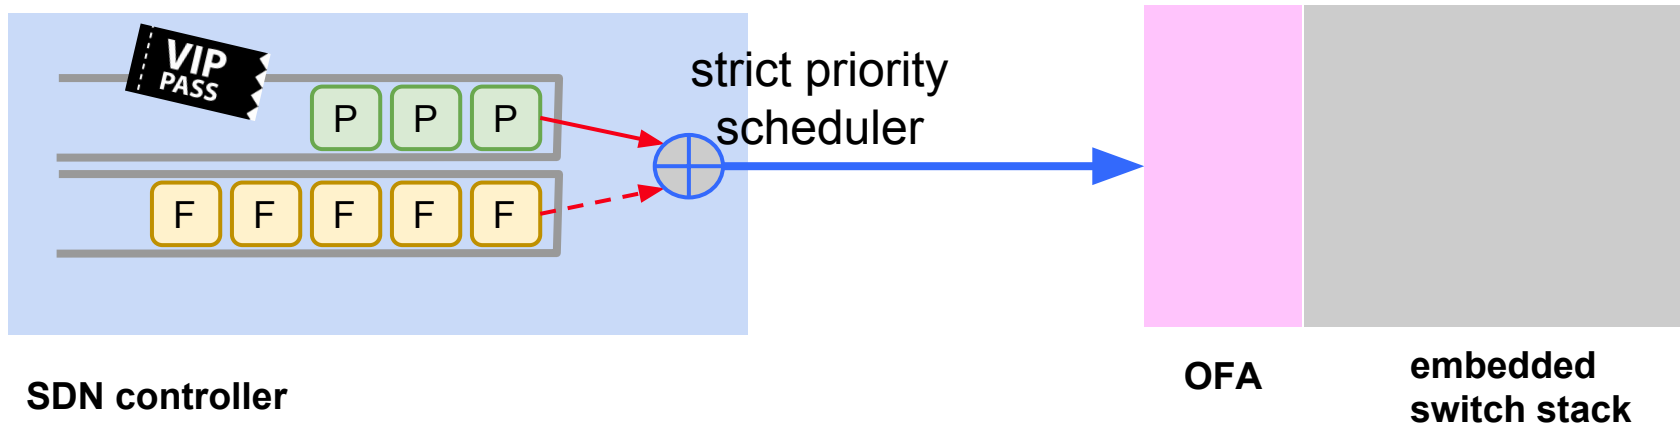 VIP
PASS
P P P
F F F F F
strict priority
scheduler
SDN controller
OFA
embedded
switch stack